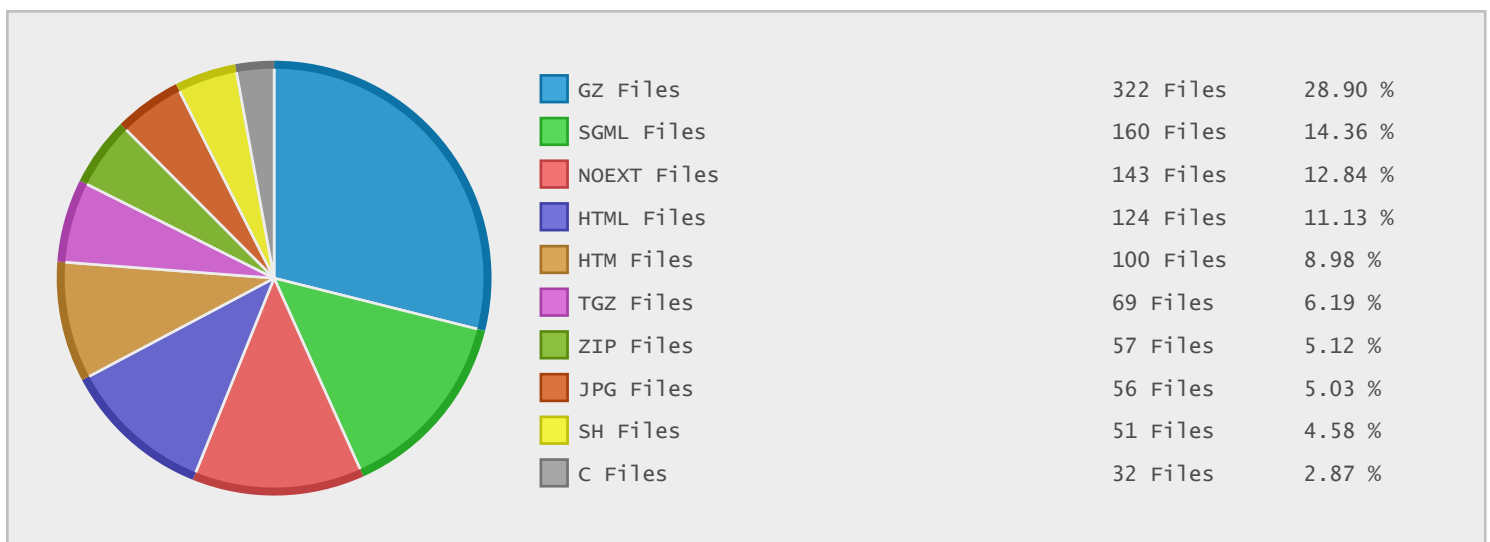 GZ Files 322 Files 28.90 %
SGML Files 160 Files 14.36 %
NOEXT Files 143 Files 12.84 %
HTML Files 124 Files 11.13 %
HTM Files 100 Files 8.98 %
TGZ Files 69 Files 6.19 %
ZIP Files 57 Files 5.12 %
JPG Files 56 Files 5.03 %
SH Files 51 Files 4.58 %
C Files 32 Files 2.87 %